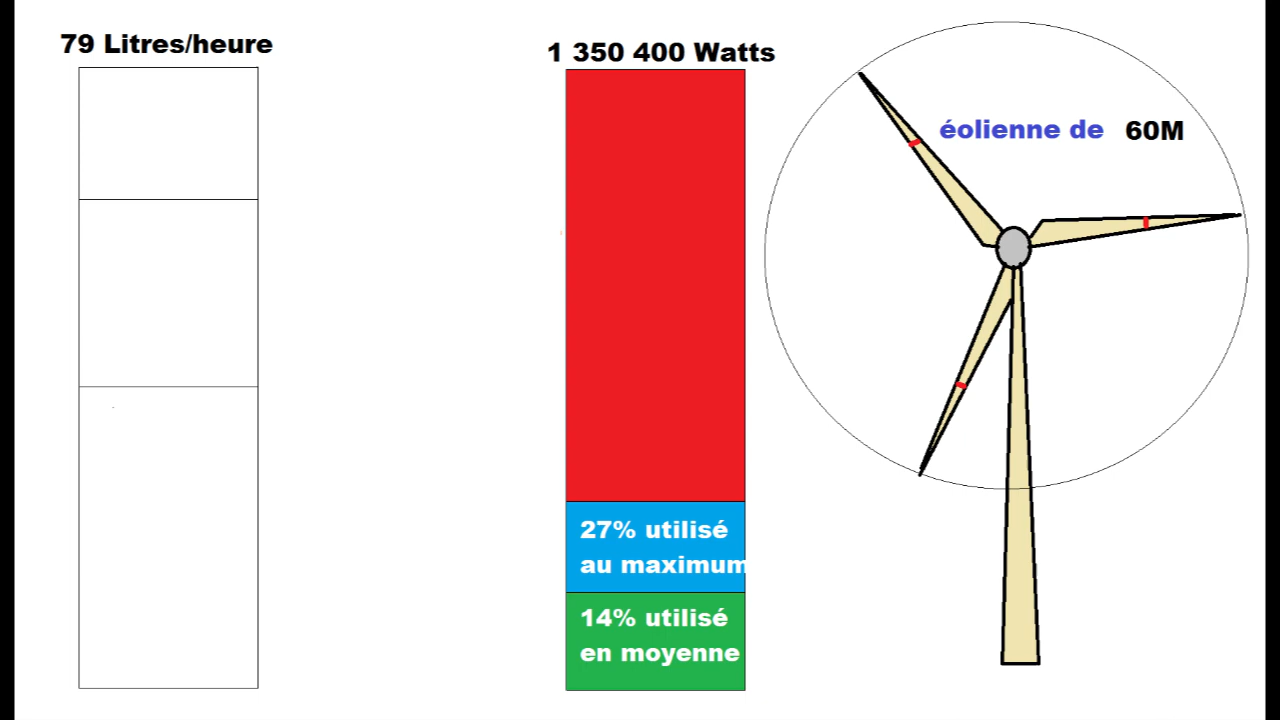 79 Litres/heure
1 350 400 Watts
éolienne de 60M
27% utilisé
au maximum
14% utilisé
en moyenne